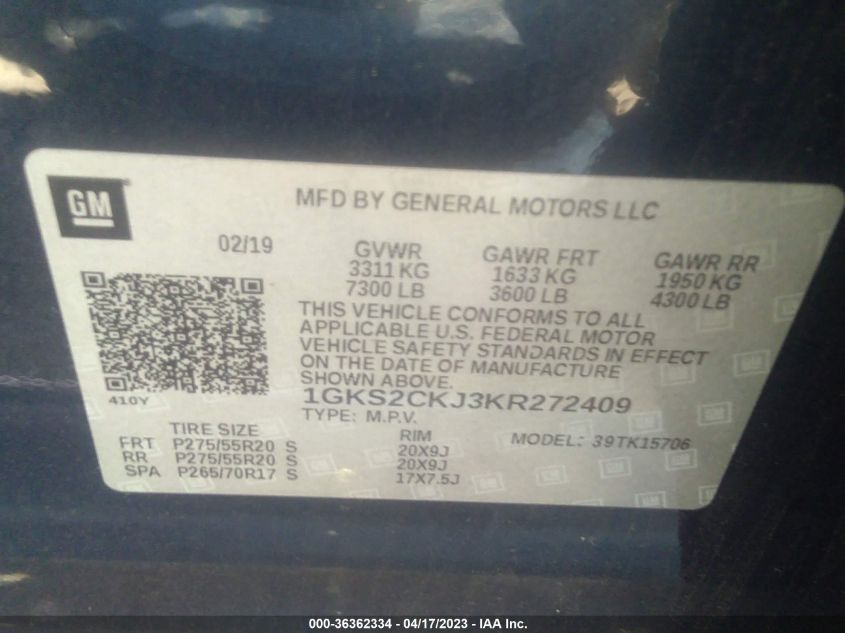 GM
MFD BY GENERAL MOTORS LLC
02/19
GVWR
3311 KG
7300 LB
GAWR FRT
1633 KG
3600 LB
GAWR RR
1950 KG
4300 LB
THIS VEHICLE CONFORMS TO ALL
APPLICABLE U.S. FEDERAL MOTOR
VEHICLE SAFETY STANDARDS IN EFFECT
ON THE DATE OF MANUFACTURE
SHOWN ABOVE.
1GKS2CKJ3KR272409
TYPE: M.P.V.
410Y
MODEL: 39TK15706
TIRE SIZE RIM
FRT P275/55R20 S 20X9J
RR P275/55R20 S 20X9J
SPA P265/70R17 S 17X7.5J
000-36362334 - 04/17/2023 - IAA Inc.